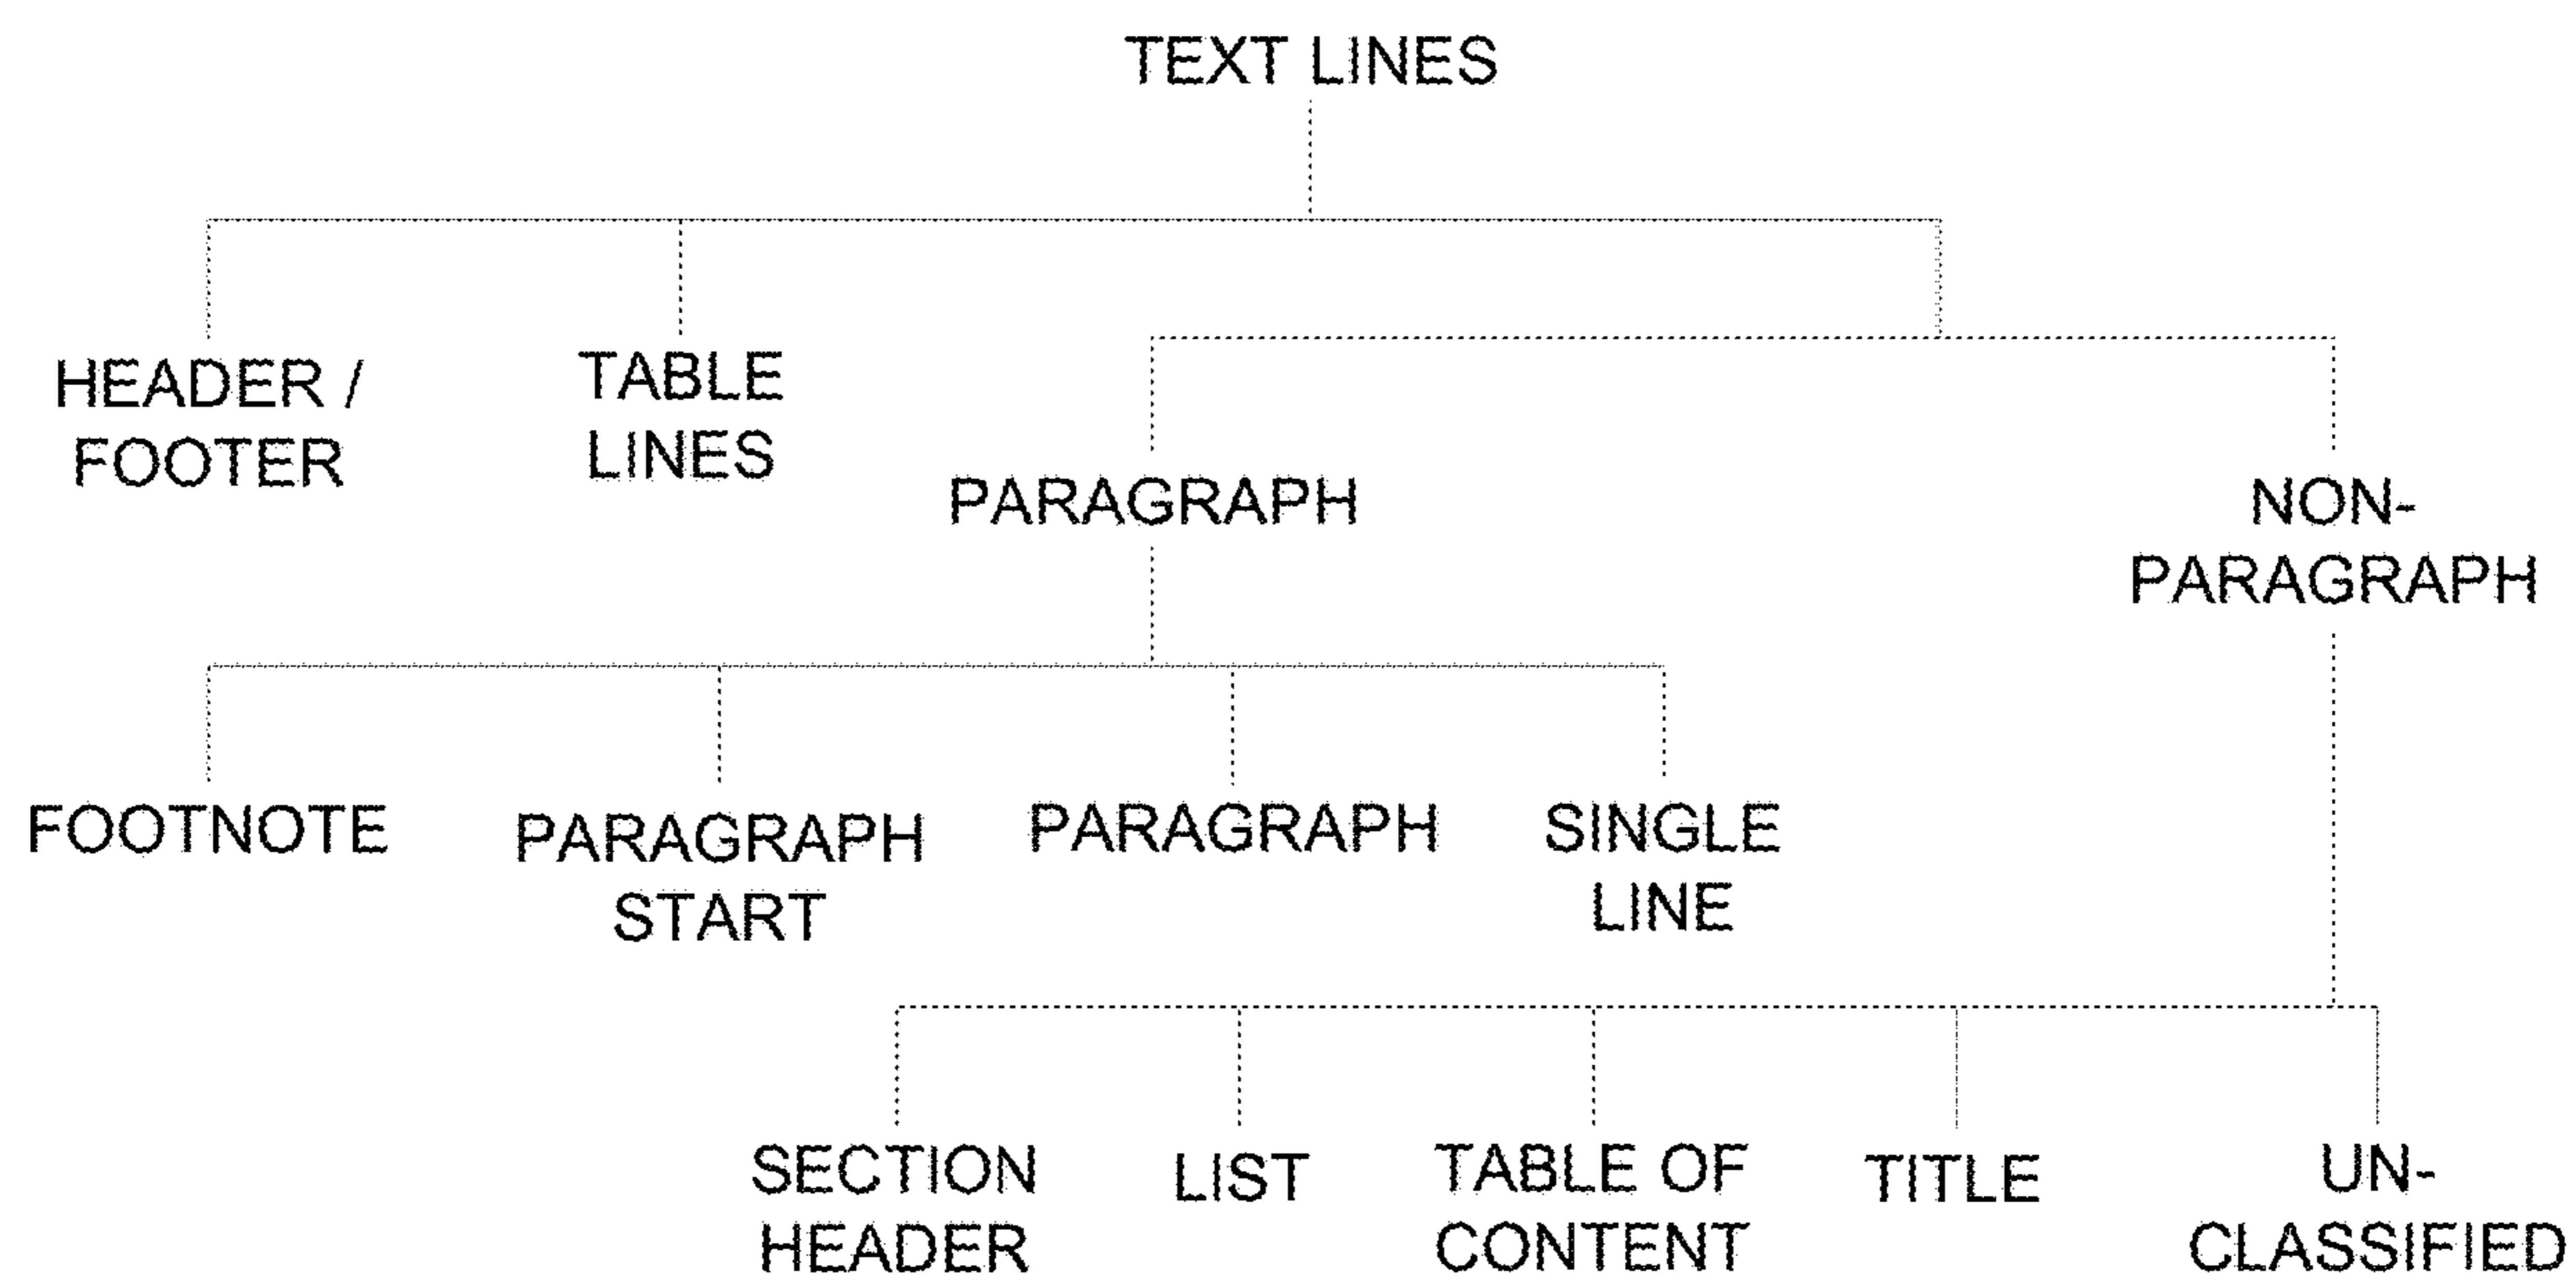 TEXT LINES
HEADER /
FOOTER
TABLE
LINES
PARAGRAPH
NON-
PARAGRAPH
FOOTNOTE
PARAGRAPH
START
PARAGRAPH
SINGLE
LINE
SECTION
HEADER
LIST
TABLE OF
CONTENT
TITLE
UN-
CLASSIFIED